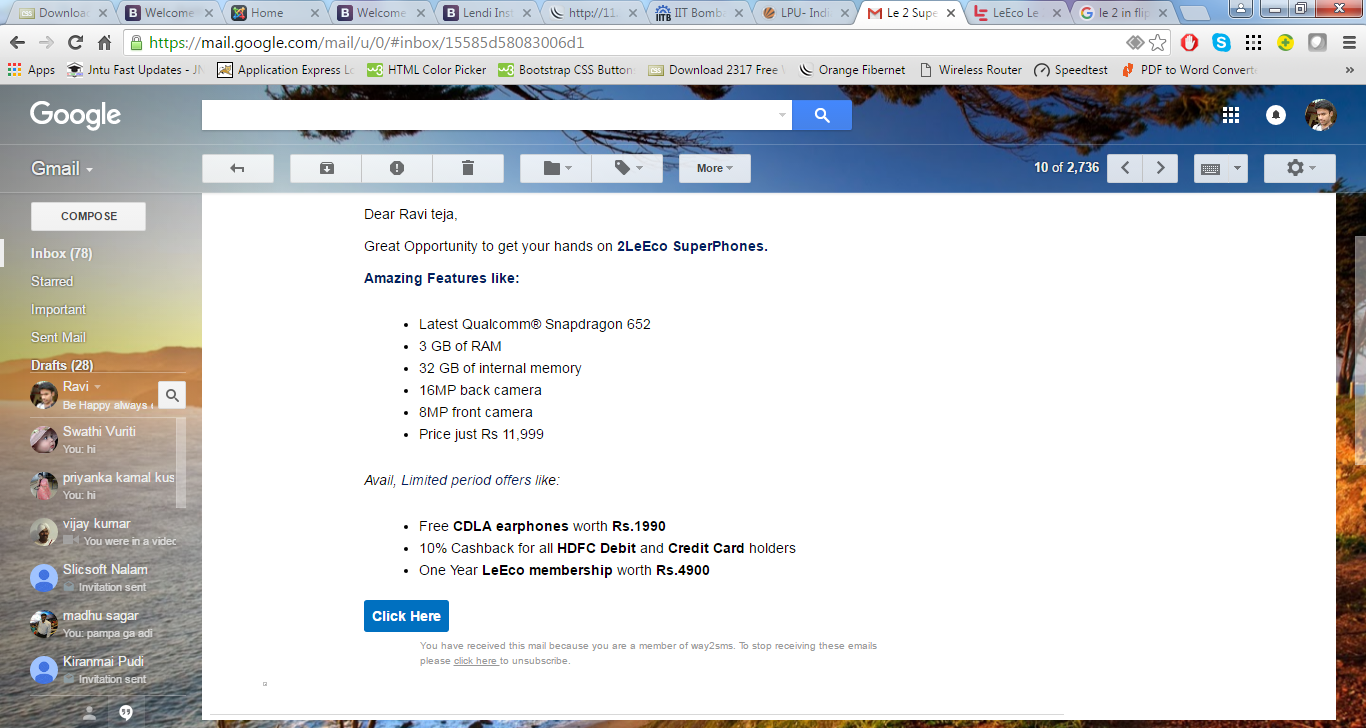 Downloa
Welcome
Home
Welcome
Lendi Inst
http://11
IIT Bomba
LPU- Indi
Le 2 Supe
LeEco Le
le 2 in flip
https://mail.google.com/mail/u/0/#inbox/15585d58083006d1
Apps
Jntu Fast Updates - JN
Application Express Lo
HTML Color Picker
Bootstrap CSS Button
Download 2317 Free
Orange Fibernet
Wireless Router
Speedtest
PDF to Word Convert
»
Google
Gmail
More
10 of 2,736
COMPOSE
Inbox (78)
Starred
Important
Sent Mail
Drafts (28)
Ravi
Be Happy always
Swathi Vuriti
You: hi
priyanka kamal kus
You: hi
vijay kumar
You were in a videc
Slicsoft Nalam
Invitation sent
madhu sagar
You: pampa ga adi
Kiranmai Pudi
Invitation sent
Dear Ravi teja,
Great Opportunity to get your hands on 2LeEco SuperPhones.
Amazing Features like:
• Latest Qualcomm® Snapdragon 652
• 3 GB of RAM
• 32 GB of internal memory
• 16MP back camera
• 8MP front camera
• Price just Rs 11,999
Avail, Limited period offers like:
• Free CDLA earphones worth Rs.1990
• 10% Cashback for all HDFC Debit and Credit Card holders
• One Year LeEco membership worth Rs.4900
Click Here
You have received this mail because you are a member of way2sms. To stop receiving these emails
please click here to unsubscribe.